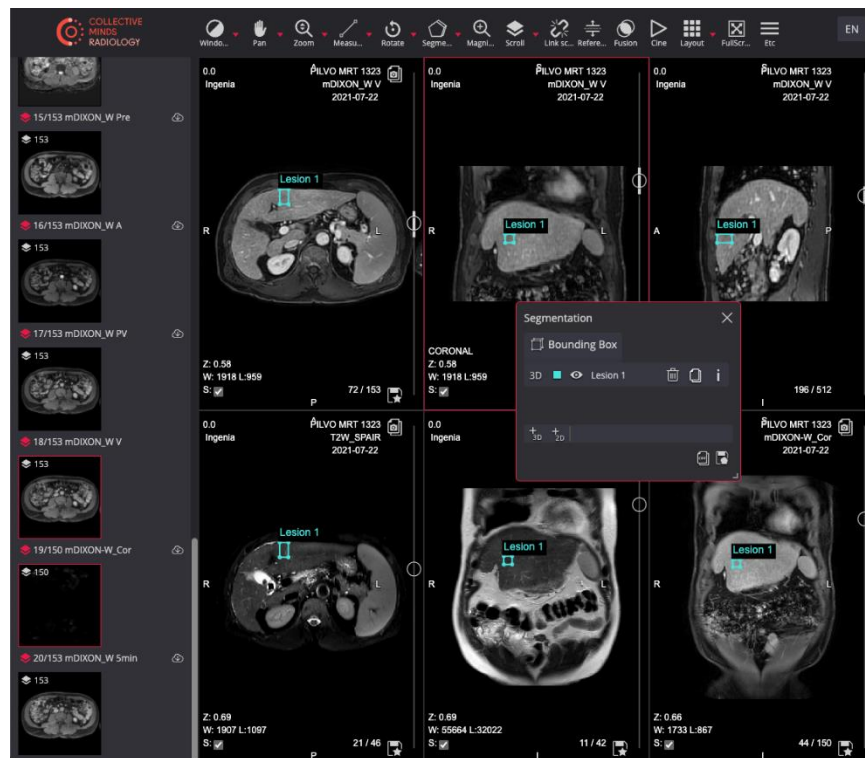 COLLECTIVE
MINDS
RADIOLOGY
Windo...
Pan
Zoom
Measu...
Rotate
Segme...
Magni...
Scroll
Link sc...
Refere...
Fusion
Cine
Layout
FullScr...
Etc
EN
15/153 mDIXON_W Pre
153
16/153 mDIXON_W A
153
17/153 mDIXON_W PV
153
18/153 mDIXON_W V
153
19/150 mDIXON-W_Cor
150
20/153 mDIXON_W 5min
153
0.0
Ingenia
A
PILVO MRT 1323
mDIXON_W V
2021-07-22
Lesion 1
R
L
Z: 0.58
W: 1918 L:959
S:
72 / 153
P
0.0
Ingenia
S
PILVO MRT 1323
mDIXON_W V
2021-07-22
Lesion 1
R
L
CORONAL
Z: 0.58
W: 1918 L:959
S:
0.0
Ingenia
S
PILVO MRT 1323
mDIXON_W V
2021-07-22
Lesion 1
A
P
196 / 512
I
Segmentation
Bounding Box
3D
Lesion 1
i
3D
2D
0.0
Ingenia
A
PILVO MRT 1323
T2W_SPAIR
2021-07-22
Lesion 1
R
L
Z: 0.69
W: 1907 L:1097
S:
21 / 46
P
0.0
Ingenia
Lesion 1
R
L
Z: 0.69
W: 55664 L:32022
S:
11 / 42
I
S
PILVO MRT 1323
mDIXON-W_Cor
2021-07-22
Lesion 1
R
L
Z: 0.66
W: 1733 L:867
S:
44 / 150
I